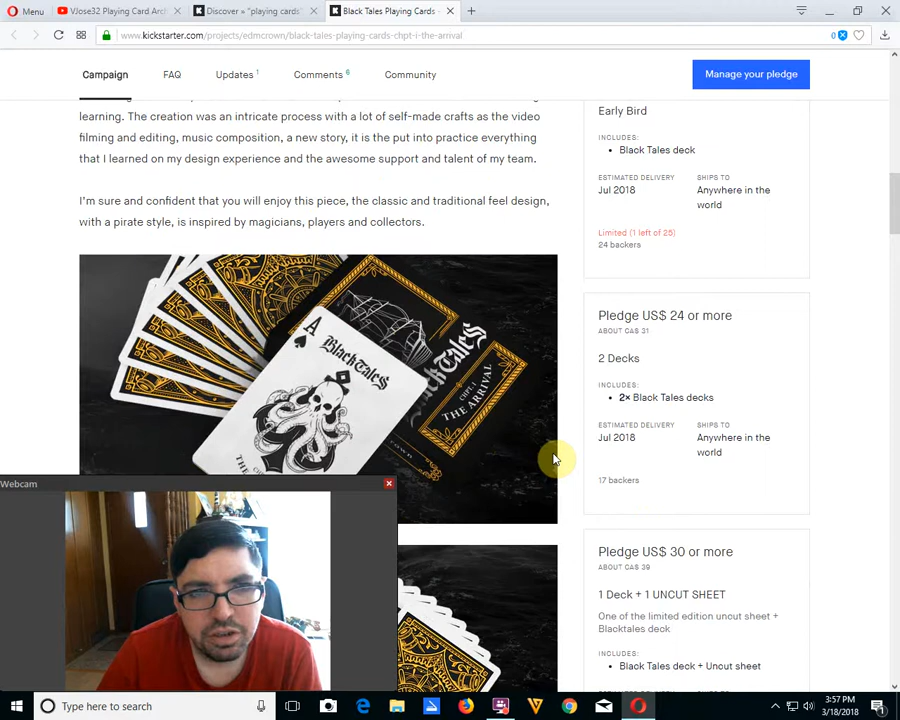 Menu
VJose32 Playing Card Arch
Discover » "playing cards"
Black Tales Playing Cards -
www.kickstarter.com/projects/edmcrown/black-tales-playing-cards-chpt-i-the-arrival
0
Campaign
FAQ
Updates 1
Comments 6
Community
Manage your pledge
learning. The creation was an intricate process with a lot of self-made crafts as the video
filming and editing, music composition, a new story, it is the put into practice everything
that I learned on my design experience and the awesome support and talent of my team.
I'm sure and confident that you will enjoy this piece, the classic and traditional feel design,
with a pirate style, is inspired by magicians, players and collectors.
A
Black Tales
Black Tales
CHPT. I
THE ARRIVAL
Early Bird
INCLUDES:
• Black Tales deck
ESTIMATED DELIVERY
SHIPS TO
Jul 2018
Anywhere in the
world
Limited (1 left of 25)
24 backers
Pledge US$ 24 or more
ABOUT CA$ 31
2 Decks
INCLUDES:
• 2× Black Tales decks
ESTIMATED DELIVERY
SHIPS TO
Jul 2018
Anywhere in the
world
17 backers
Pledge US$ 30 or more
ABOUT CA$ 39
1 Deck + 1 UNCUT SHEET
One of the limited edition uncut sheet +
Blacktales deck
INCLUDES:
• Black Tales deck + Uncut sheet
Webcam
Type here to search
3:57 PM
3/18/2018
1